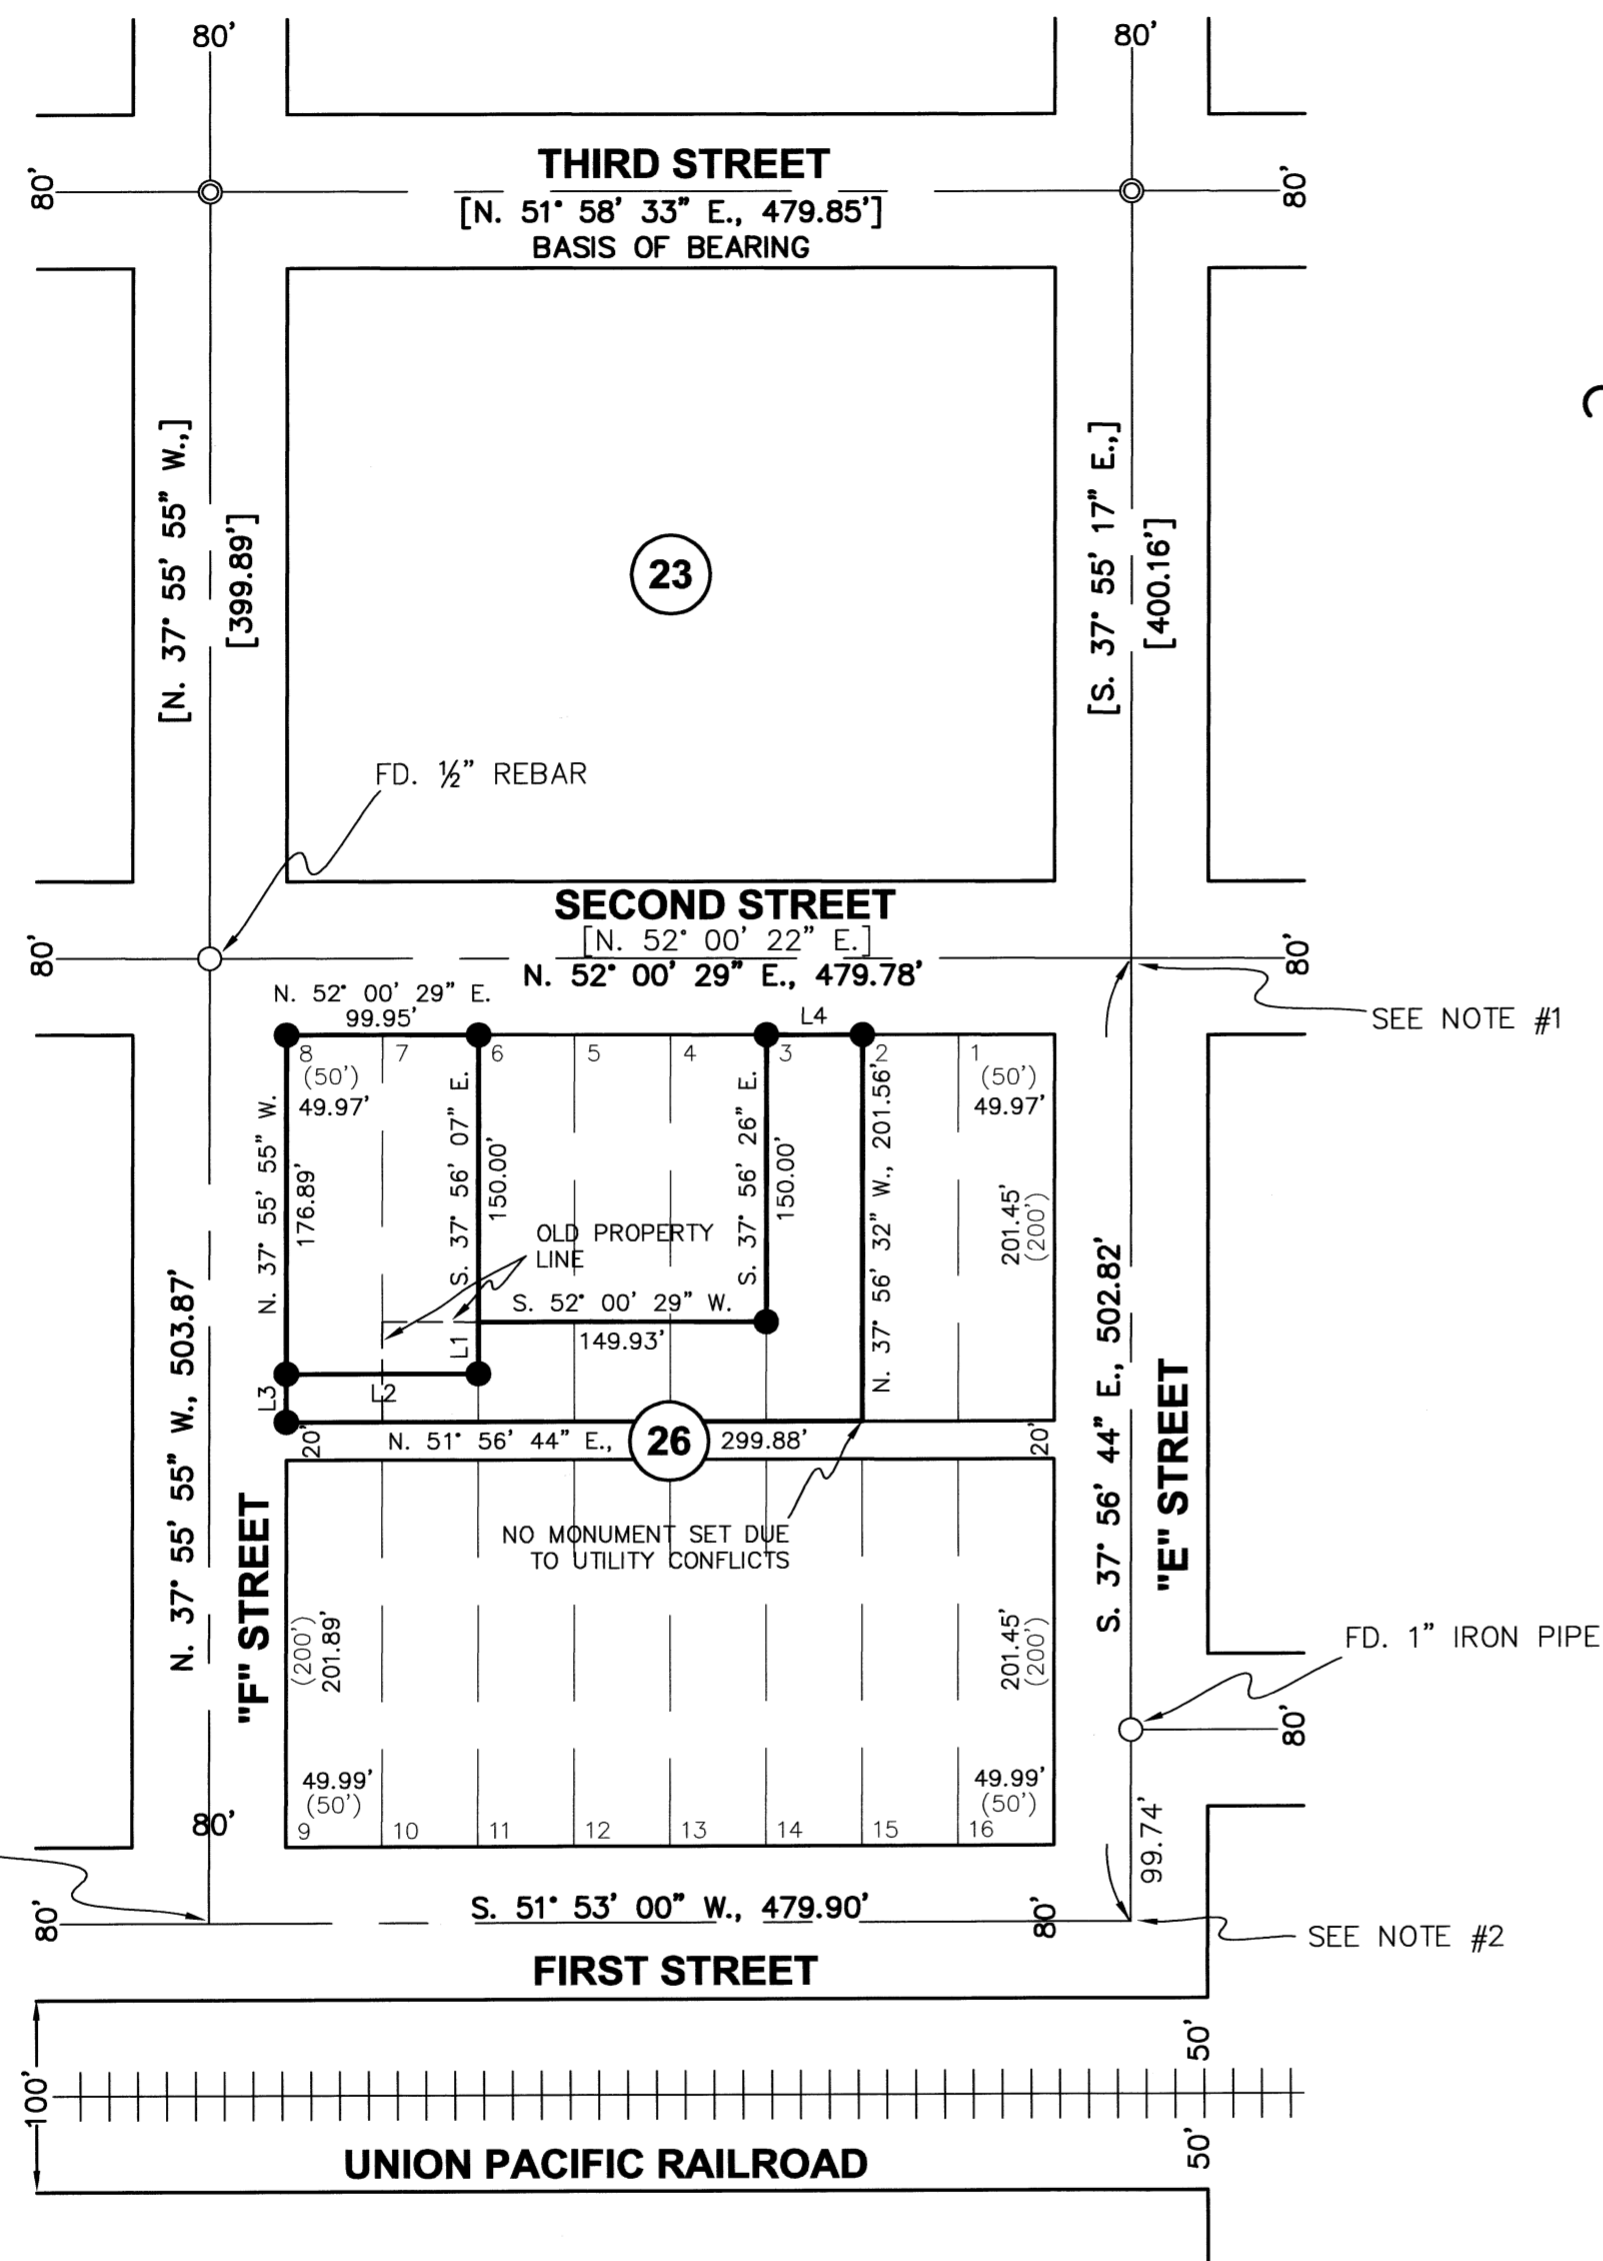 80'
80'
80'
THIRD STREET
80'
[N. 51° 58' 33" E., 479.85']
BASIS OF BEARING
[N. 37° 55' 55" W.,]
[399.89']
23
[S. 37° 55' 17" E.,]
[400.16']
FD. ½" REBAR
SECOND STREET
80'
[N. 52° 00' 22" E.]
80'
N. 52° 00' 29" E., 479.78'
SEE NOTE #1
N. 52° 00' 29" E.
99.95'
L4
8
7
6
5
4
3
2
1
(50')
49.97'
(50')
49.97'
N. 37° 55' 55" W.
176.89'
S. 37° 56' 07" E.
150.00'
S. 37° 56' 26" E.
150.00'
N. 37° 56' 32" W., 201.56'
201.45'
(200')
OLD PROPERTY
LINE
S. 52° 00' 29" W.
149.93'
L1
L2
L3
20'
N. 51° 56' 44" E.,
26
299.88'
20'
N. 37° 55' 55" W., 503.87'
"F" STREET
S. 37° 56' 44" E., 502.82'
"E" STREET
NO MONUMENT SET DUE
TO UTILITY CONFLICTS
(200')
201.89'
201.45'
(200')
FD. 1" IRON PIPE
80'
49.99'
(50')
49.99'
(50')
80'
9
10
11
12
13
14
15
16
99.74'
80'
S. 51° 53' 00" W., 479.90'
80'
SEE NOTE #2
FIRST STREET
100'
50'
50'
UNION PACIFIC RAILROAD